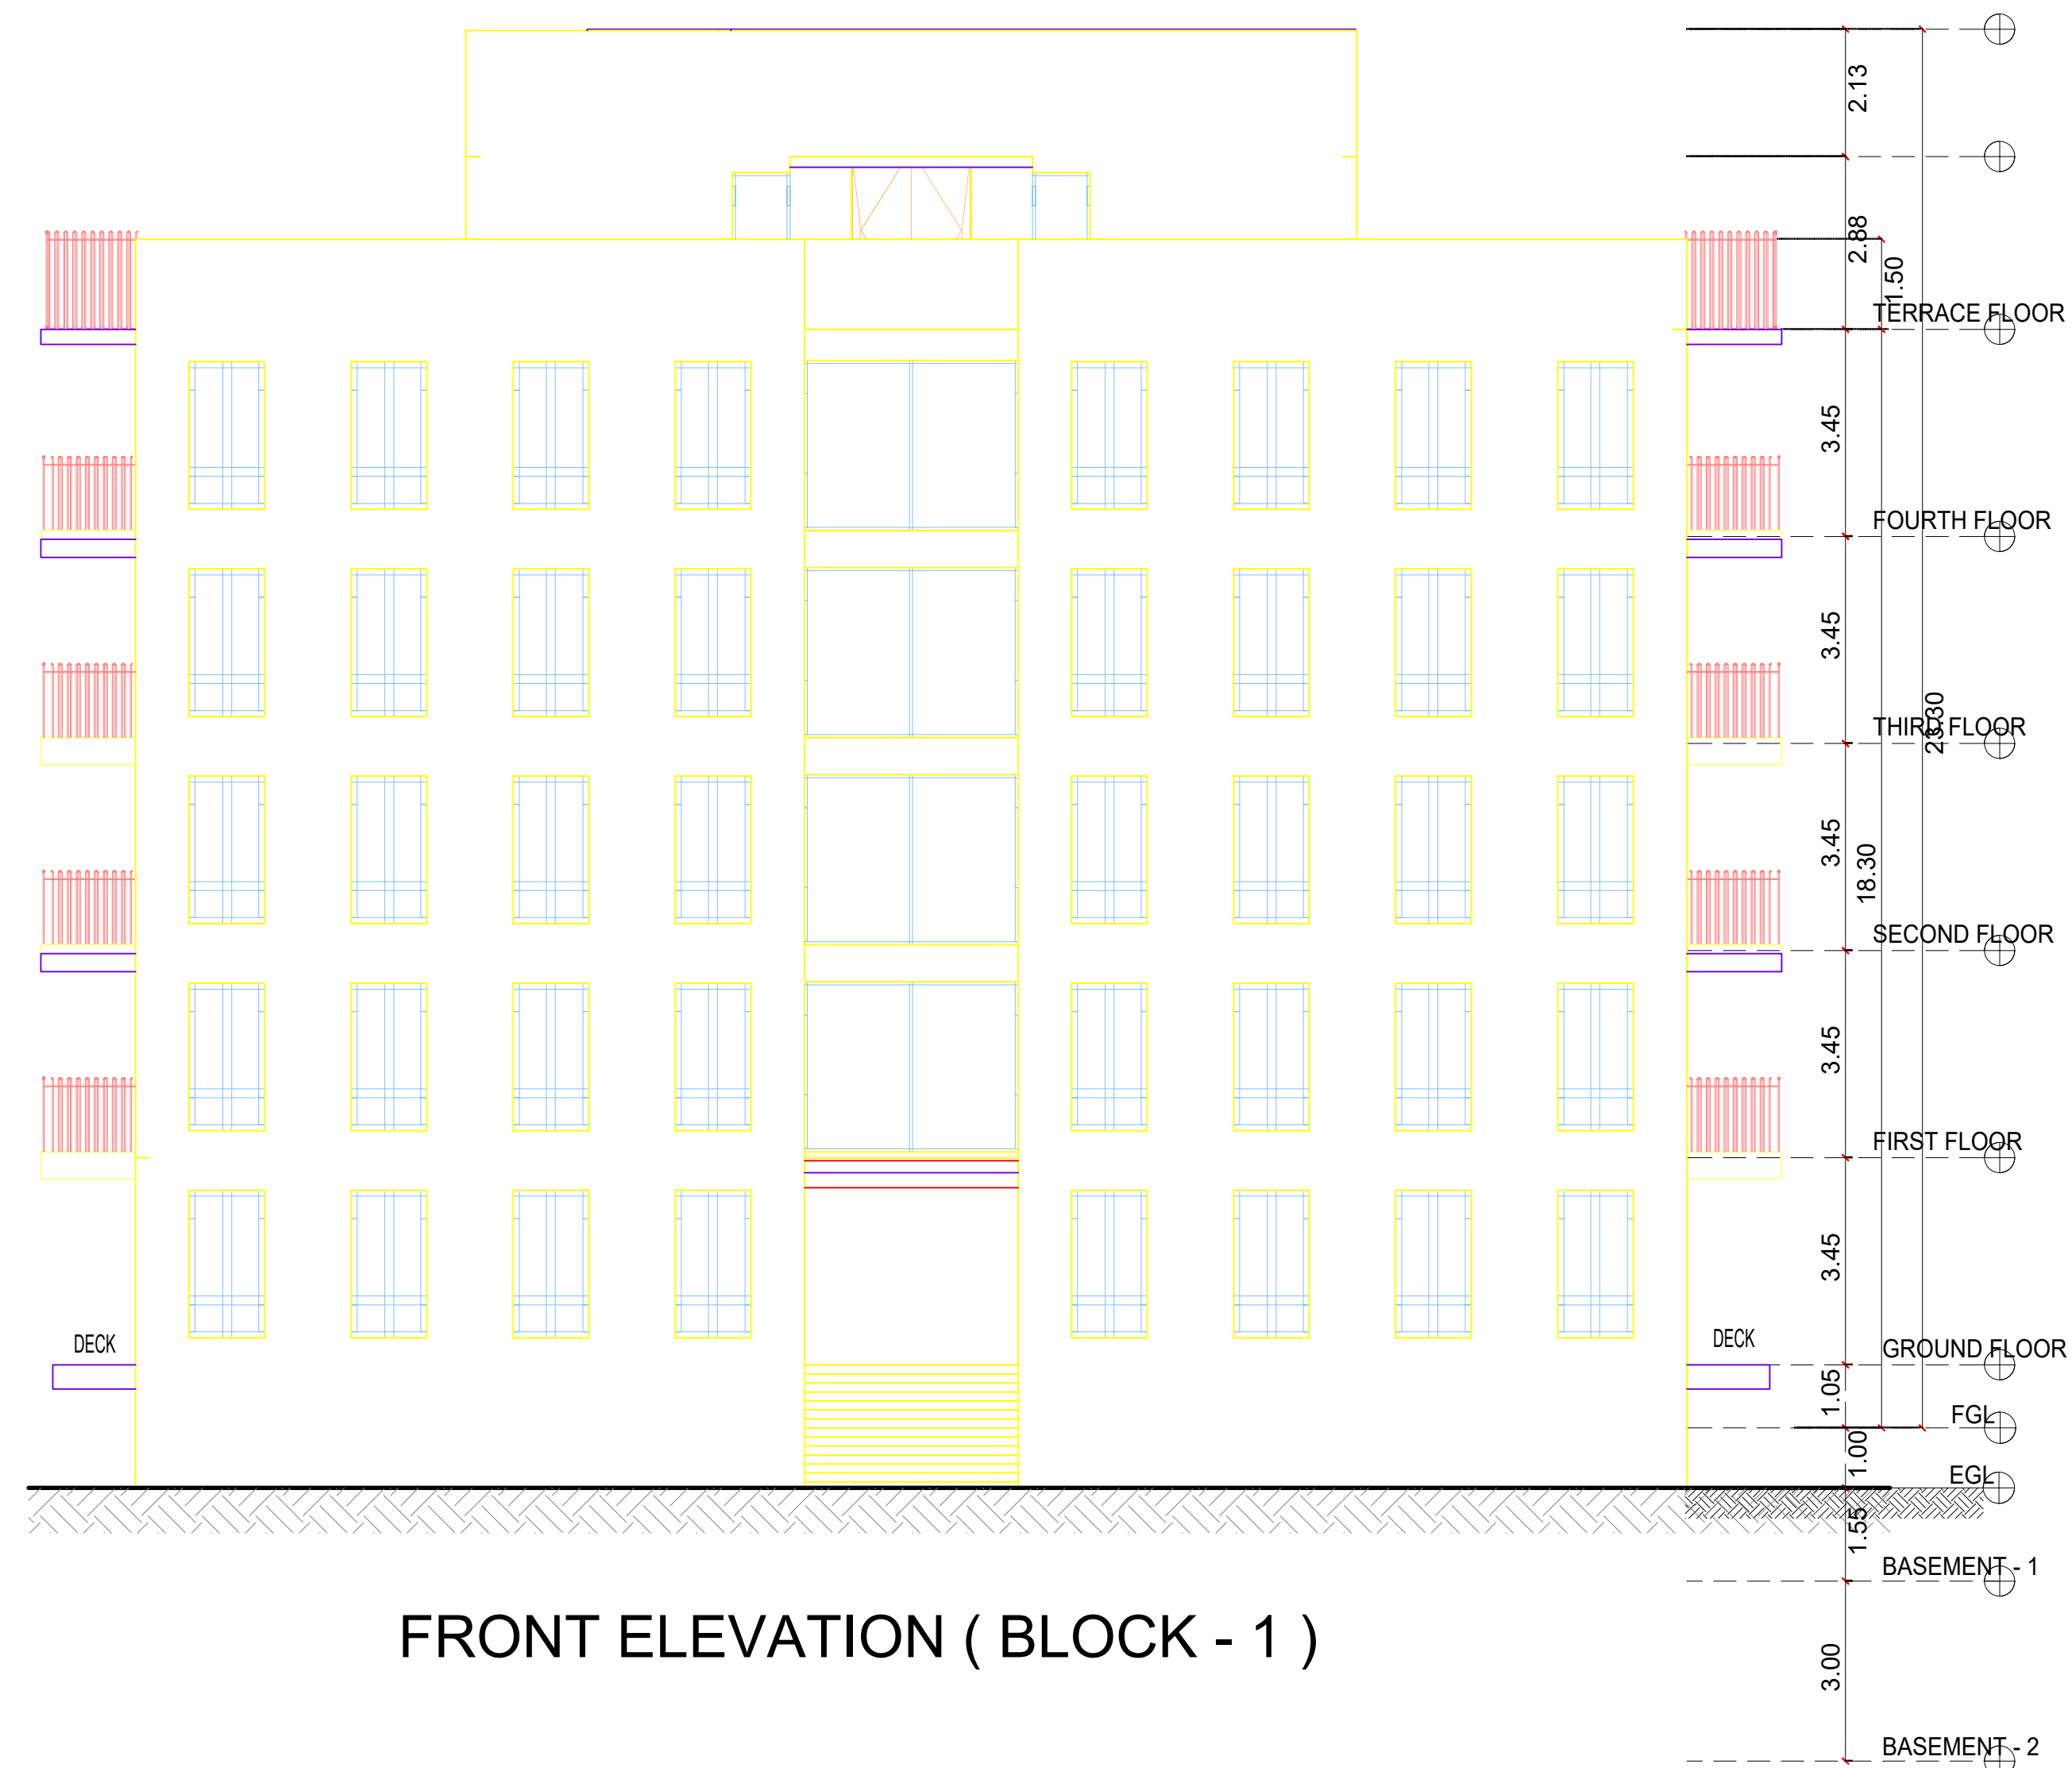 2.13
2.88
1.50
TERRACE FLOOR
3.45
FOURTH FLOOR
3.45
23.30
THIRD FLOOR
3.45
18.30
SECOND FLOOR
3.45
FIRST FLOOR
3.45
DECK
DECK
GROUND FLOOR
1.05
FGL
1.00
EGL
1.55
BASEMENT - 1
FRONT ELEVATION ( BLOCK - 1 )
3.00
BASEMENT - 2